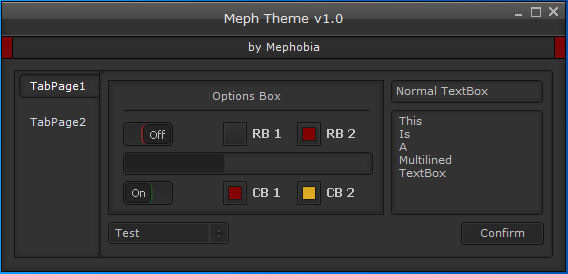 Meph Theme v1.0
by Mephobia
TabPage1
TabPage2
Options Box
Off
RB 1
RB 2
On
CB 1
CB 2
Test
Normal TextBox
This
Is
A
Multilined
TextBox
Confirm